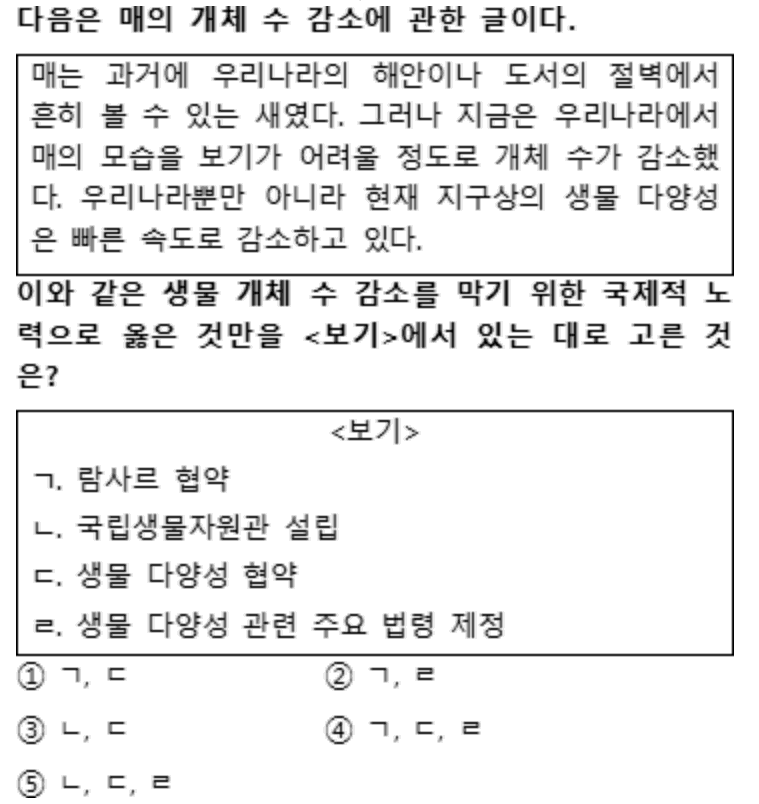 다음은 매의 개체 수 감소에 관한 글이다.
매는 과거에 우리나라의 해안이나 도서의 절벽에서
흔히 볼 수 있는 새였다. 그러나 지금은 우리나라에서
매의 모습을 보기가 어려울 정도로 개체 수가 감소했
다. 우리나라뿐만 아니라 현재 지구상의 생물 다양성
은 빠른 속도로 감소하고 있다.
이와 같은 생물 개체 수 감소를 막기 위한 국제적 노
력으로 옳은 것만을 <보기>에서 있는 대로 고른 것
은?
<보기>
ㄱ. 람사르 협약
ㄴ. 국립생물자원관 설립
ㄷ. 생물 다양성 협약
ㄹ. 생물 다양성 관련 주요 법령 제정
① ㄱ, ㄷ ② ㄱ, ㄹ
③ ㄴ, ㄷ ④ ㄱ, ㄷ, ㄹ
⑤ ㄴ, ㄷ, ㄹ